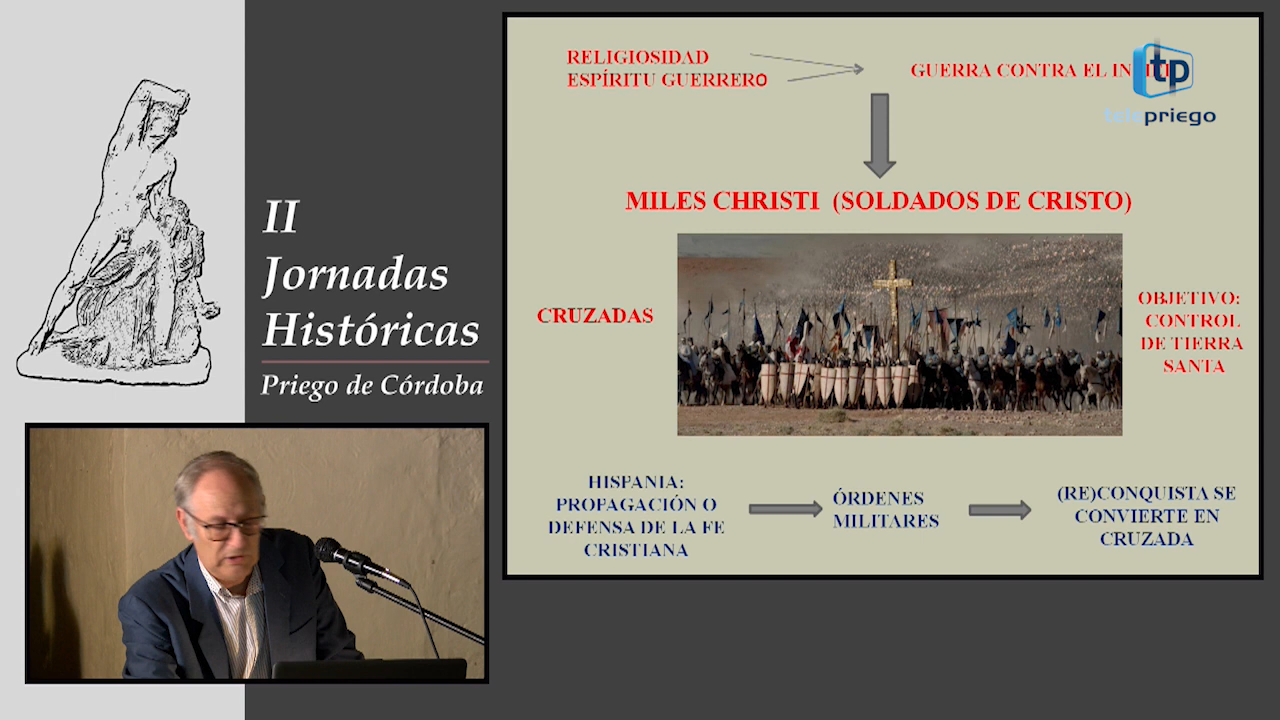 II
Jornadas
Históricas
Priego de Córdoba
RELIGIOSIDAD
ESPÍRITU GUERRERO
GUERRA CONTRA EL
tp
telepriego
MILES CHRISTI (SOLDADOS DE CRISTO)
CRUZADAS
OBJETIVO:
CONTROL
DE TIERRA
SANTA
HISPANIA:
PROPAGACIÓN O
DEFENSA DE LA FE
CRISTIANA
ÓRDENES
MILITARES
(RE)CONQUISTA SE
CONVIERTE EN
CRUZADA